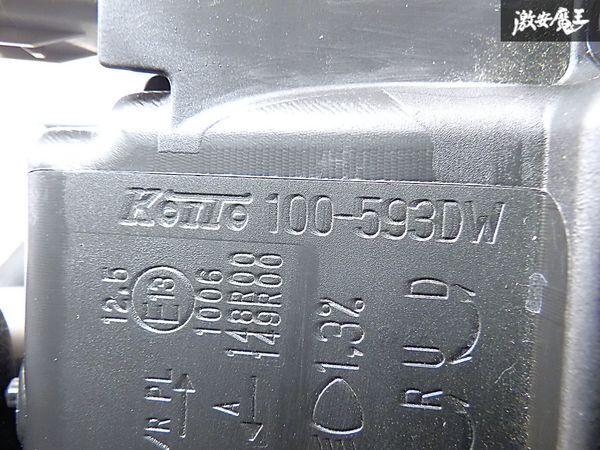 激安魔王
Koito 100-593DW
12.5
E13
1006
148R00
149R00
1,3%
R U D
/R PL
A